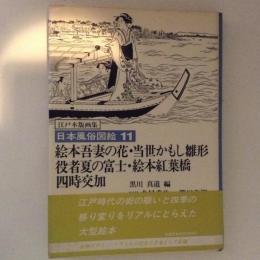 江戸木版画集
日本風俗図絵 11
絵本吾妻の花・当世かもし雛形
役者夏の富士・絵本紅葉橋
四時交加
黒川 真道 編
江戸時代の街の賑いと四季の
移り変りをリアルにとらえた
大型絵本